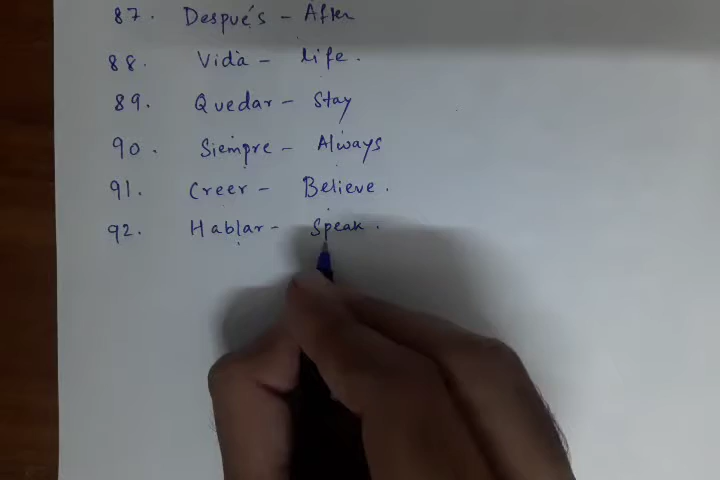 87. Después - After
88. Vida - life.
89. Quedar - Stay
90. Siempre - Always
91. Creer - Believe.
92. Hablar - Speak.